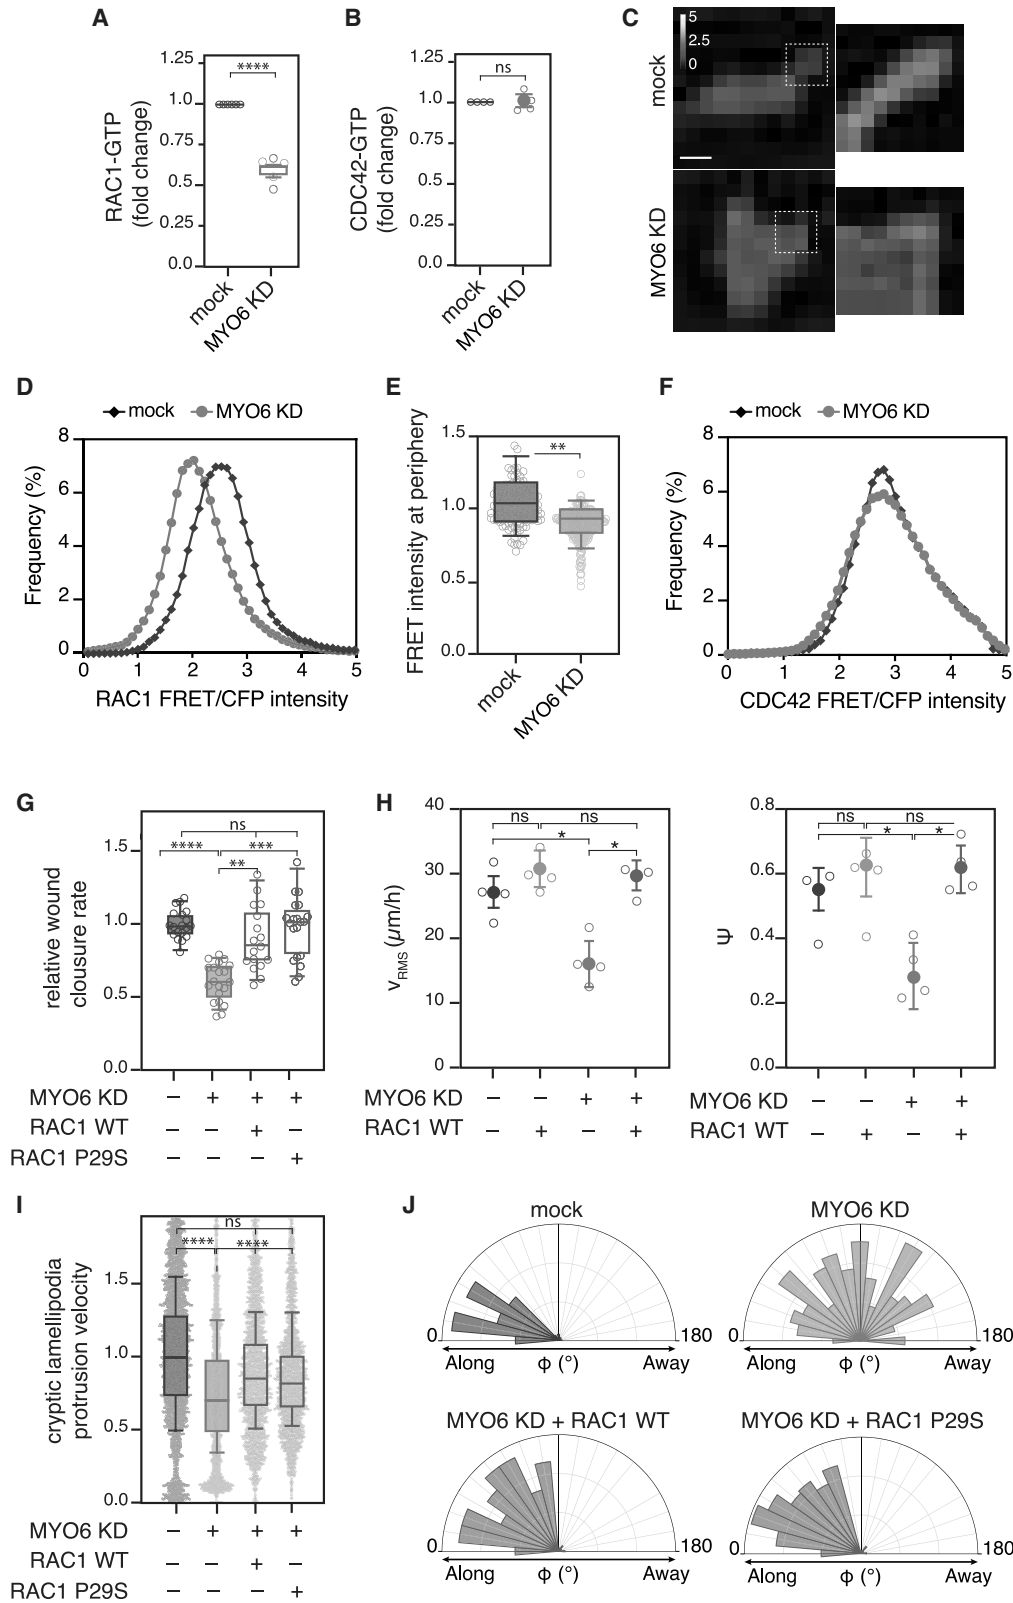 A
RAC1-GTP
(fold change)
1.25
1.0
0.75
0.5
0.25
0.0
****
mock
MYO6 KD
B
CDC42-GTP
(fold change)
1.25
1.0
0.75
0.5
0.25
0.0
ns
mock
MYO6 KD
C
mock
5
2.5
0
MYO6 KD
D
mock
MYO6 KD
Frequency (%)
8
6
4
2
0
0 1 2 3 4 5
RAC1 FRET/CFP intensity
E
FRET intensity at periphery
1.5
1.0
0.5
0.0
**
mock
MYO6 KD
F
mock
MYO6 KD
Frequency (%)
8
6
4
2
0
0 1 2 3 4 5
CDC42 FRET/CFP intensity
G
relative wound
clousure rate
1.5
1.0
0.5
0.0
ns
**** ***
**
MYO6 KD – + + +
RAC1 WT – – + –
RAC1 P29S – – – +
H
vRMS (µm/h)
40
30
20
10
0
ns ns
*
*
MYO6 KD – – + +
RAC1 WT – + – +
Ψ
0.8
0.6
0.4
0.2
0.0
ns ns
* *
MYO6 KD – – + +
RAC1 WT – + – +
I
cryptic lamellipodia
protrusion velocity
1.5
1.0
0.5
0.0
ns
**** ****
MYO6 KD – + + +
RAC1 WT – – + –
RAC1 P29S – – – +
J
mock
0 180
Along ϕ (°) Away
MYO6 KD
0 180
Along ϕ (°) Away
MYO6 KD + RAC1 WT
0 180
Along ϕ (°) Away
MYO6 KD + RAC1 P29S
0 180
Along ϕ (°) Away